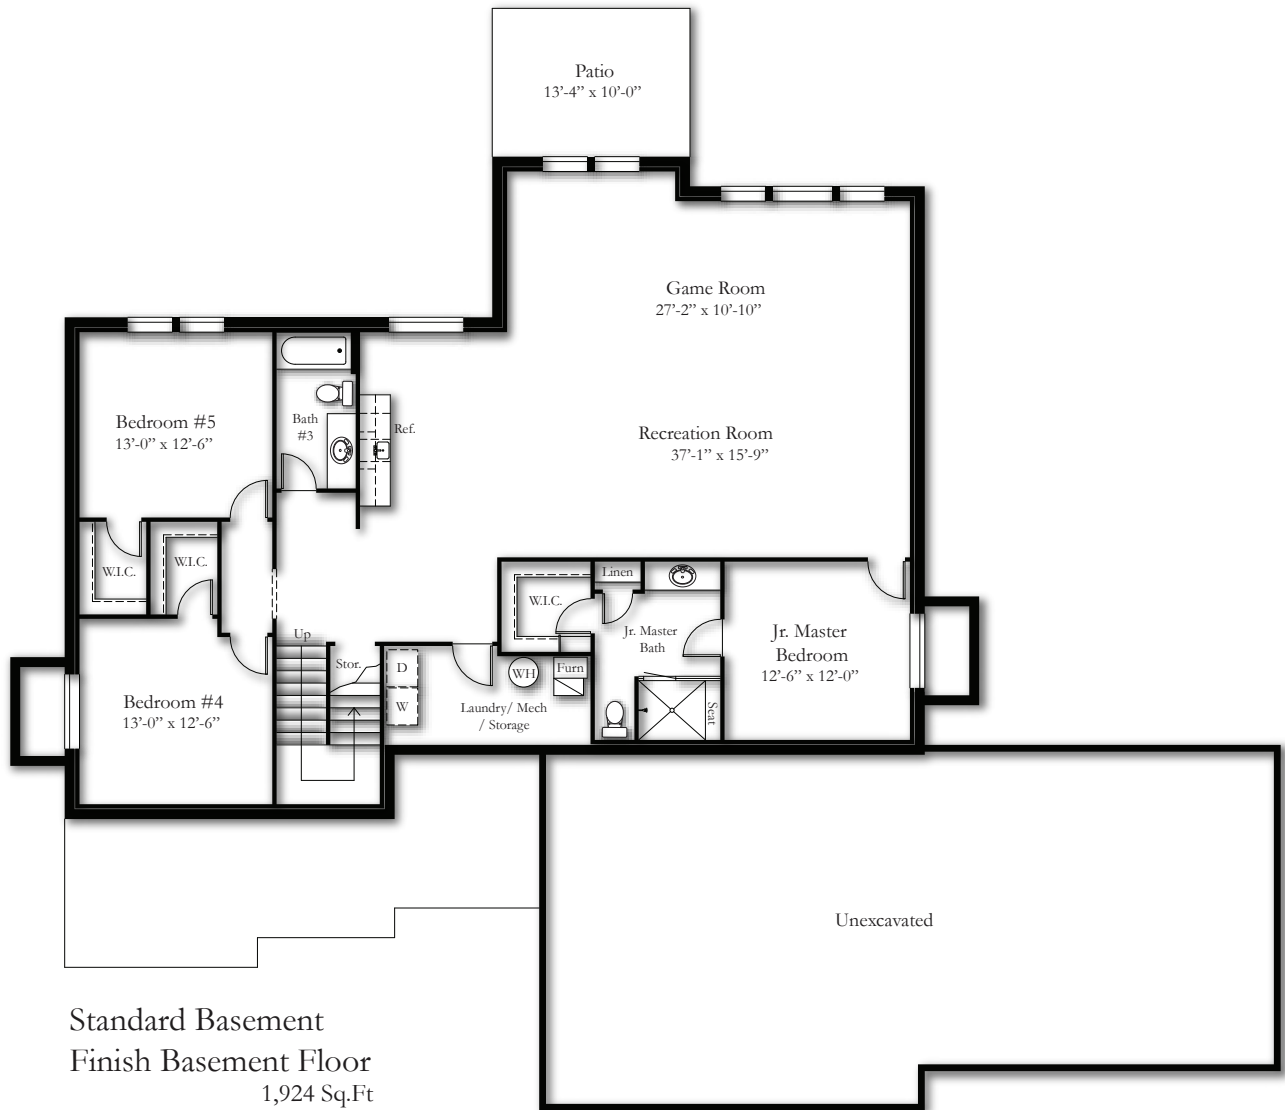 Patio
13'-4" x 10'-0"
Game Room
27'-2" x 10'-10"
Bedroom #5
13'-0" x 12'-6"
Bath
#3
Ref.
Recreation Room
37'-1" x 15'-9"
W.I.C.
W.I.C.
Linen
W.I.C.
Up
Jr. Master
Bath
Jr. Master
Bedroom
12'-6" x 12'-0"
Stor.
D
WH
Furn
Bedroom #4
13'-0" x 12'-6"
W
Laundry/ Mech
/ Storage
Seat
Unexcavated
Standard Basement
Finish Basement Floor
1,924 Sq.Ft